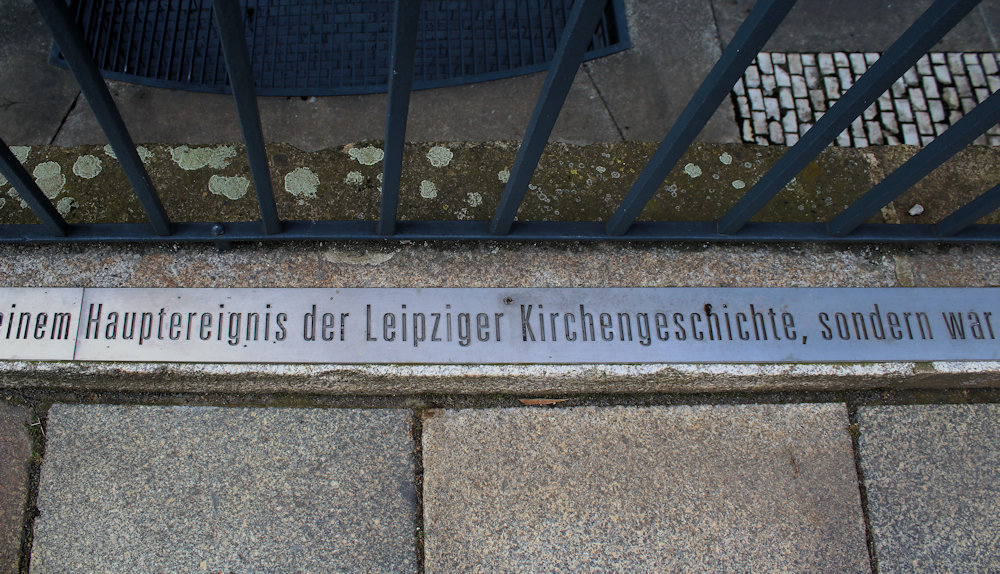 einem Hauptereignis der Leipziger Kirchengeschichte, sondern war